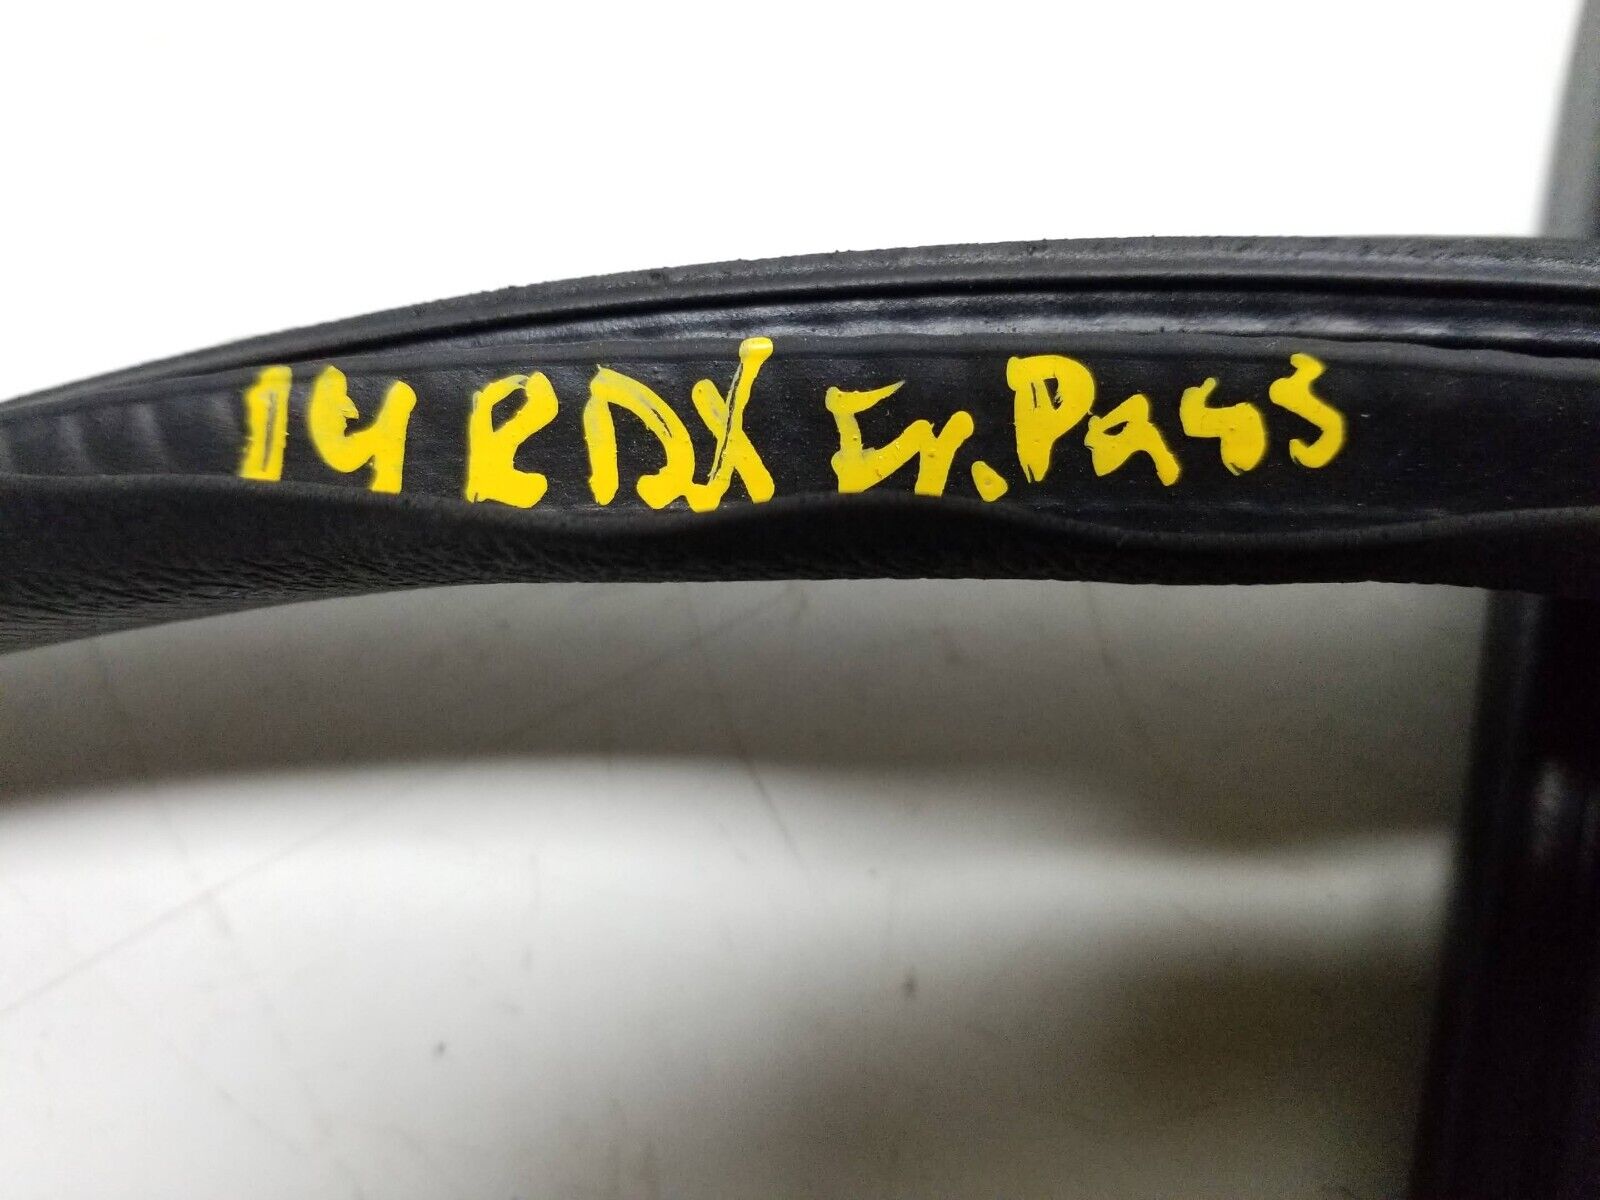 14 RDX Fr. Pass